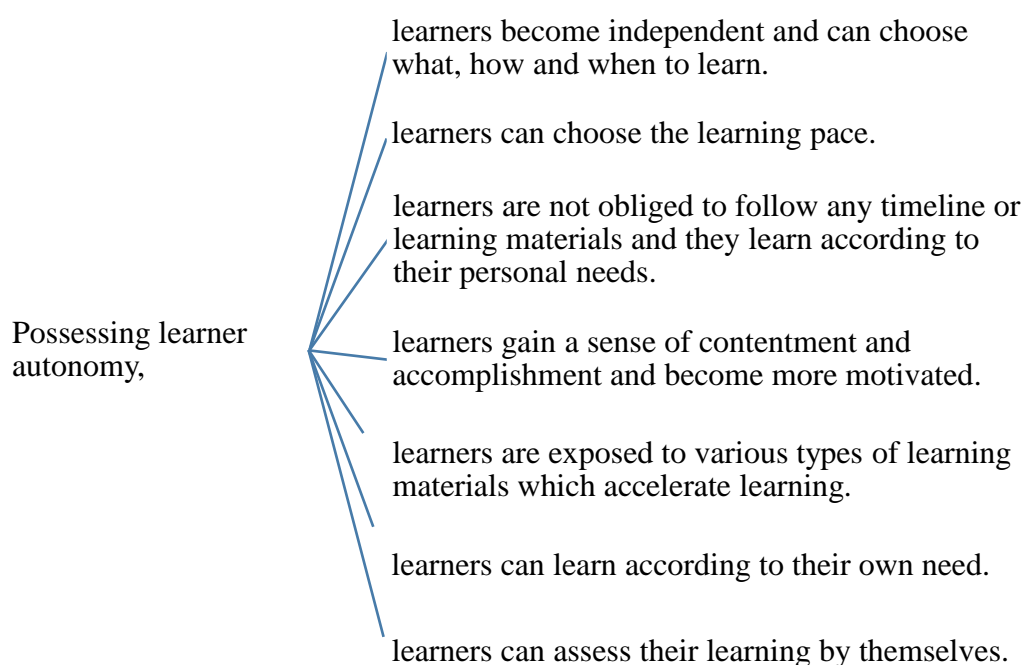 learners become independent and can choose
what, how and when to learn.
learners can choose the learning pace.
learners are not obliged to follow any timeline or
learning materials and they learn according to
their personal needs.
Possessing learner
autonomy,
learners gain a sense of contentment and
accomplishment and become more motivated.
learners are exposed to various types of learning
materials which accelerate learning.
learners can learn according to their own need.
learners can assess their learning by themselves.